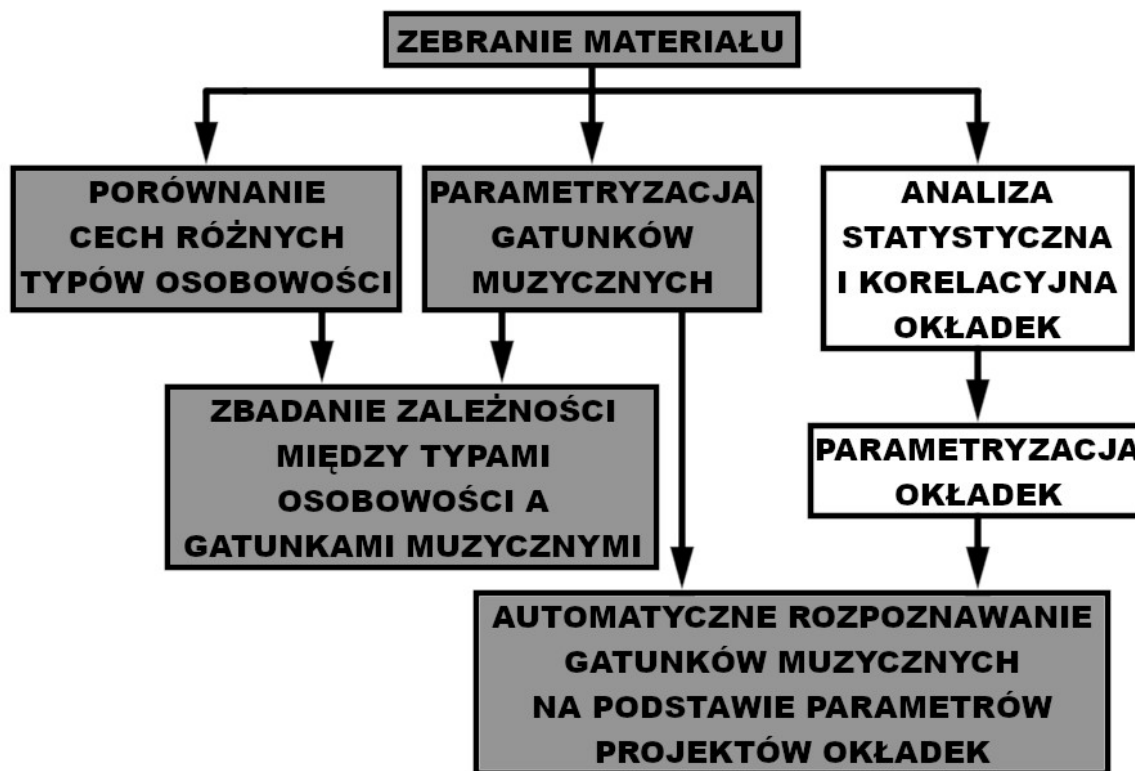 ZEBRANIE MATERIAŁU
PORÓWNANIE
CECH RÓŻNYCH
TYPÓW OSOBOWOŚCI
PARAMETRYZACJA
GATUNKÓW
MUZYCZNYCH
ANALIZA
STATYSTYCZNA
I KORELACYJNA
OKŁADEK
ZBADANIE ZALEŻNOŚCI
MIĘDZY TYPAMI
OSOBOWOŚCI A
GATUNKAMI MUZYCZNYMI
PARAMETRYZACJA
OKŁADEK
AUTOMATYCZNE ROZPOZNAWANIE
GATUNKÓW MUZYCZNYCH
NA PODSTAWIE PARAMETRÓW
PROJEKTÓW OKŁADEK